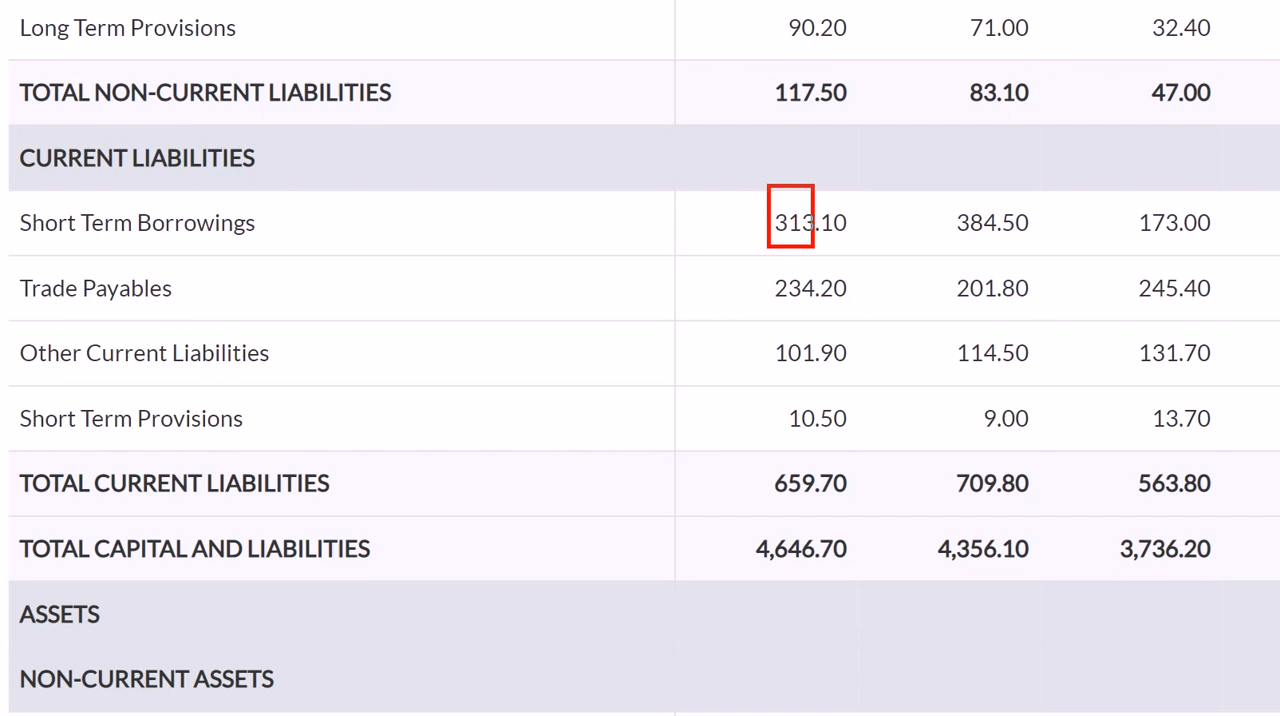 Long Term Provisions 90.20 71.00 32.40
TOTAL NON-CURRENT LIABILITIES 117.50 83.10 47.00
CURRENT LIABILITIES
Short Term Borrowings 313.10 384.50 173.00
Trade Payables 234.20 201.80 245.40
Other Current Liabilities 101.90 114.50 131.70
Short Term Provisions 10.50 9.00 13.70
TOTAL CURRENT LIABILITIES 659.70 709.80 563.80
TOTAL CAPITAL AND LIABILITIES 4,646.70 4,356.10 3,736.20
ASSETS
NON-CURRENT ASSETS